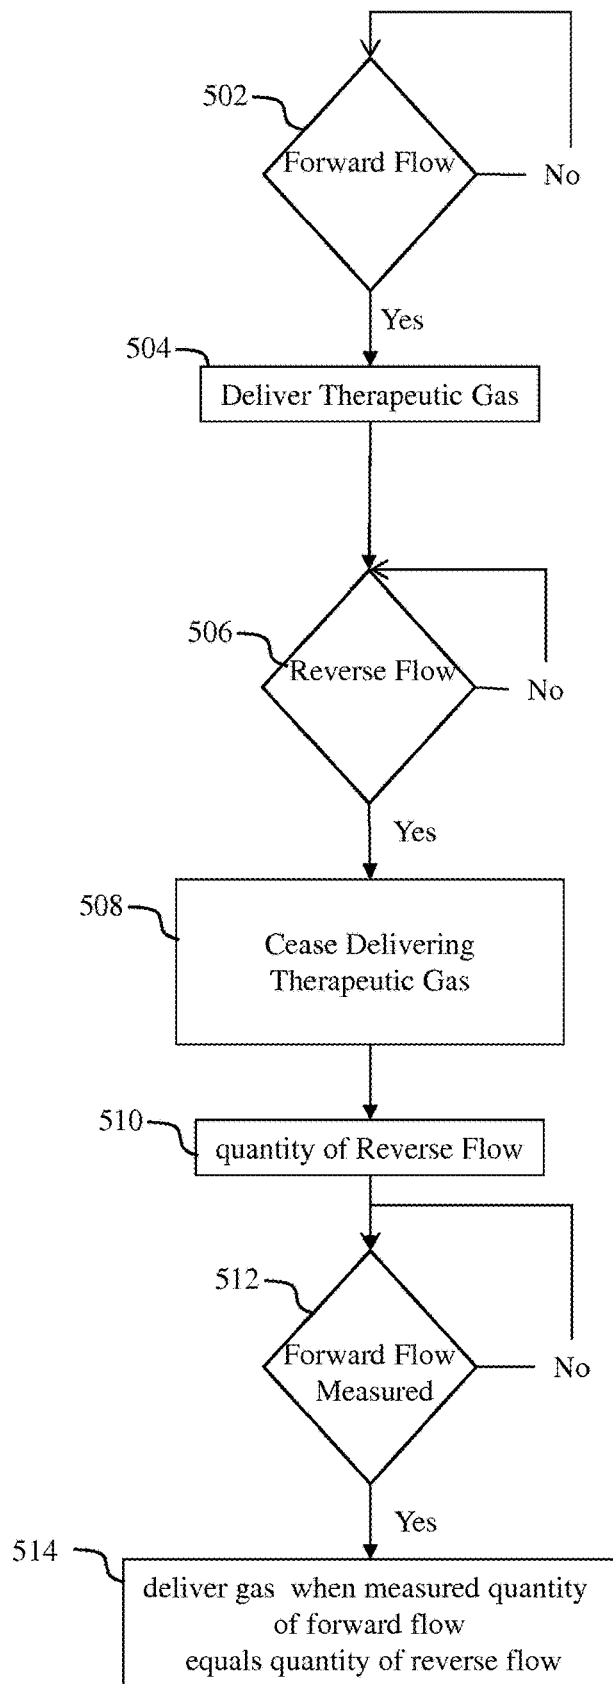 502
Forward Flow
No
Yes
504
Deliver Therapeutic Gas
506
Reverse Flow
No
Yes
508
Cease Delivering
Therapeutic Gas
510
quantity of Reverse Flow
512
Forward Flow
Measured
No
Yes
514
deliver gas when measured quantity
of forward flow
equals quantity of reverse flow